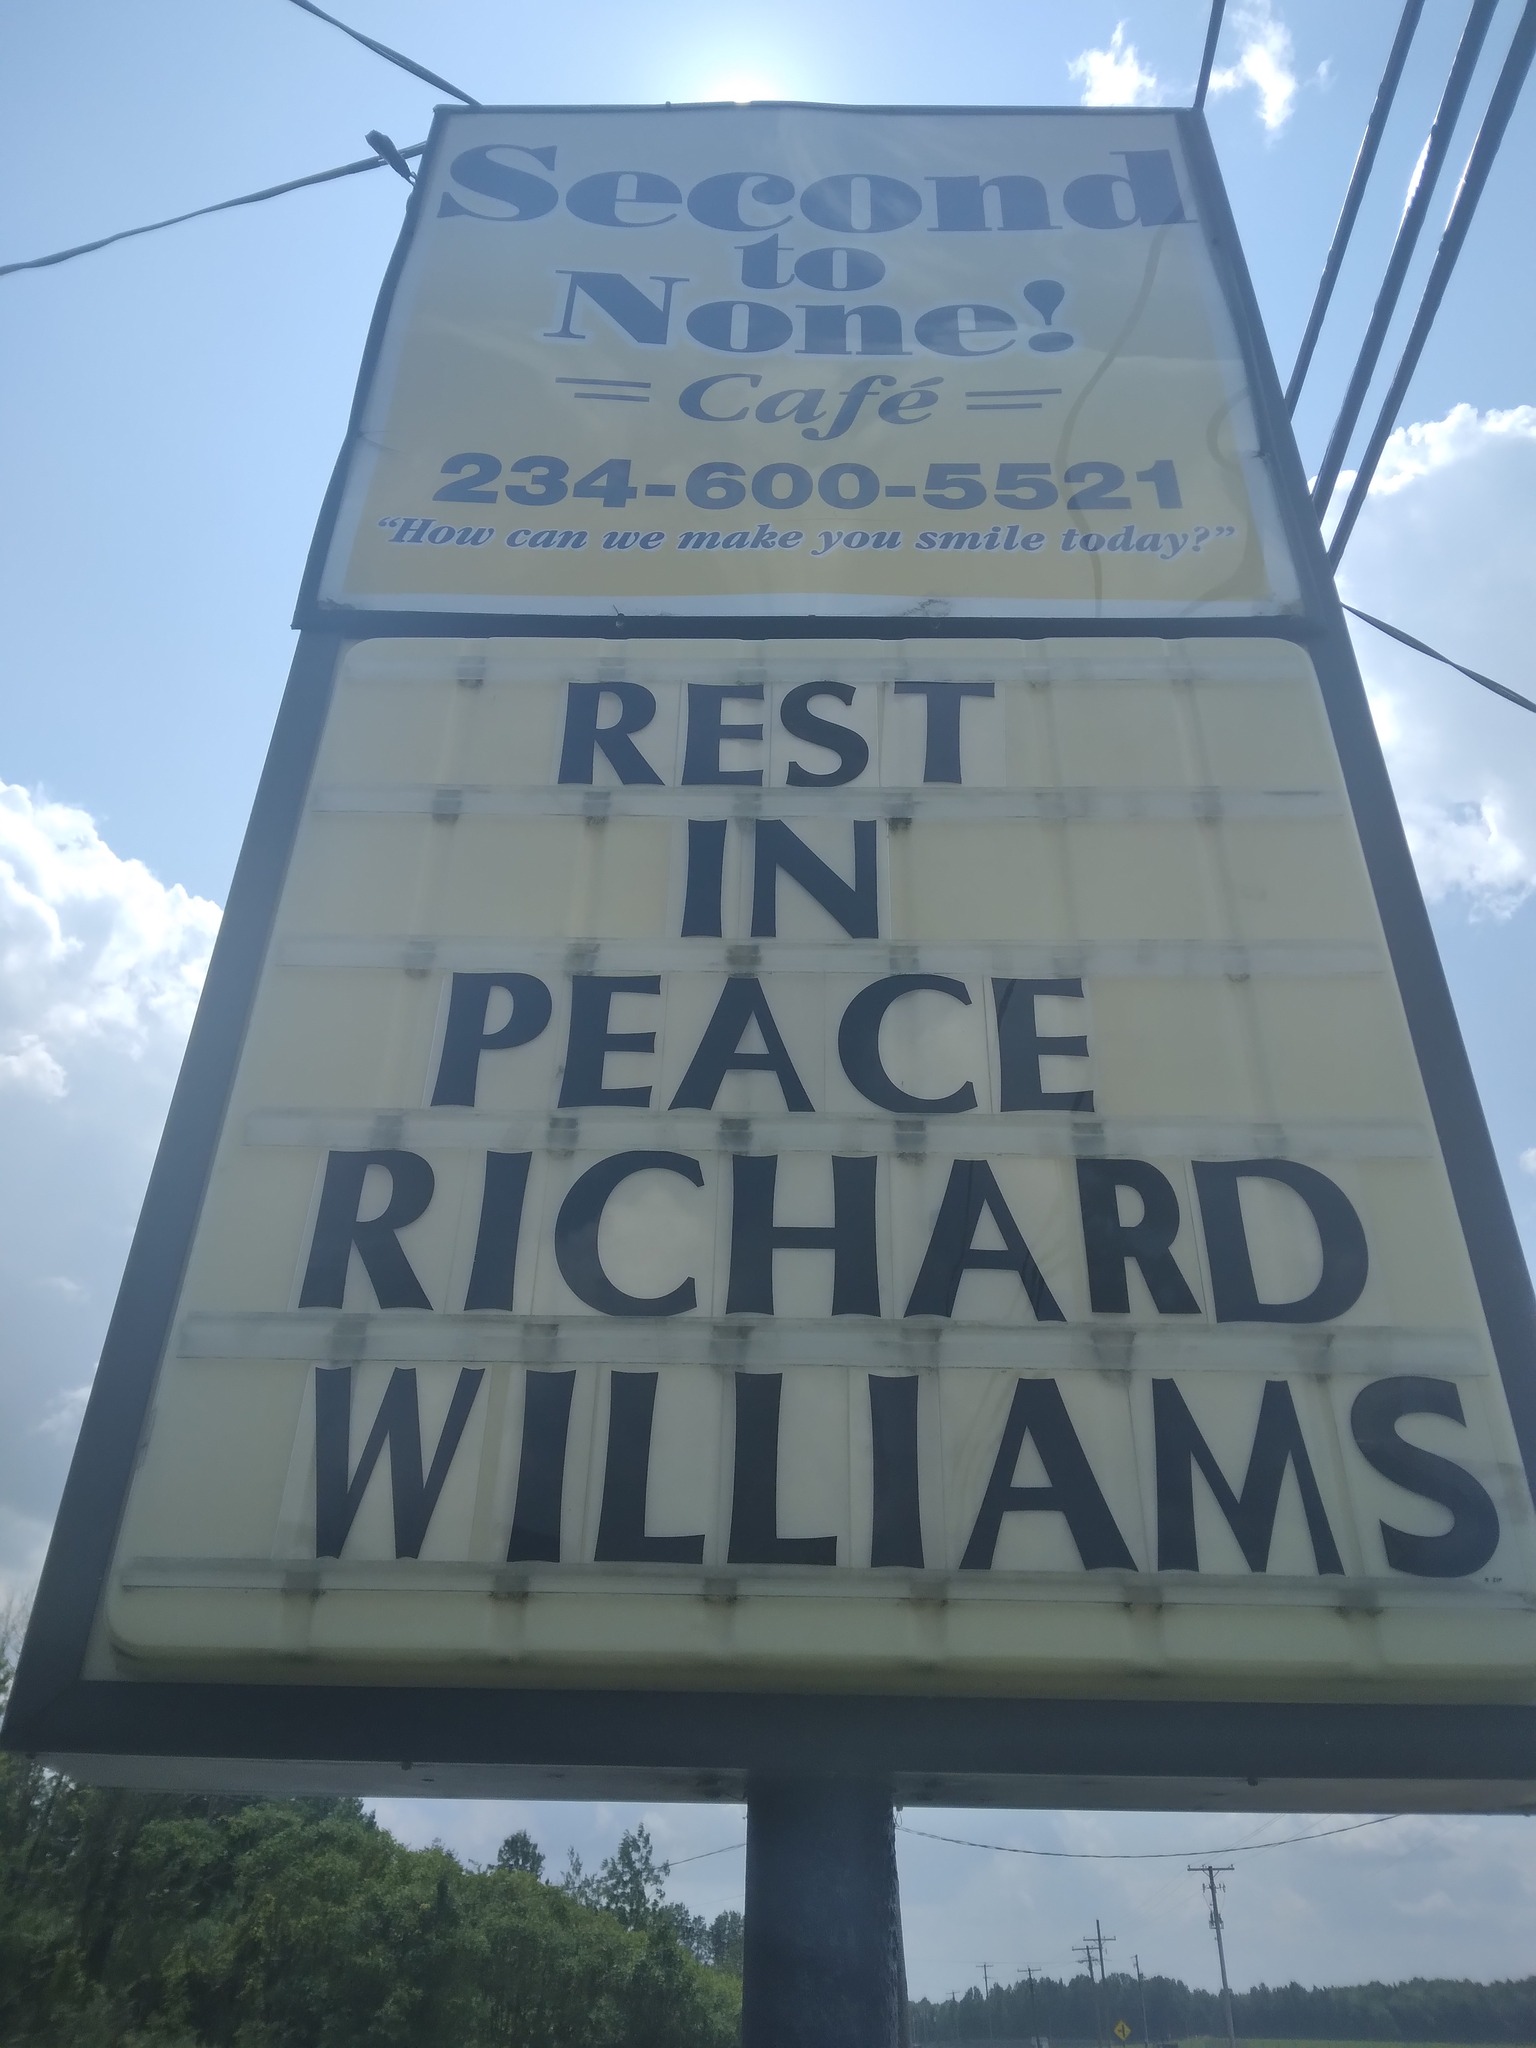 Second
to
None!
Café
234-600-5521
“How can we make you smile today?”
REST
IN
PEACE
RICHARD
WILLIAMS